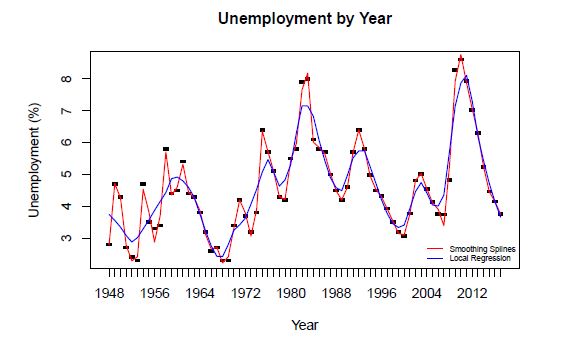 Unemployment by Year
Unemployment (%)
8
7
6
5
4
3
Smoothing Splines
Local Regression
1948 1956 1964 1972 1980 1988 1996 2004 2012
Year